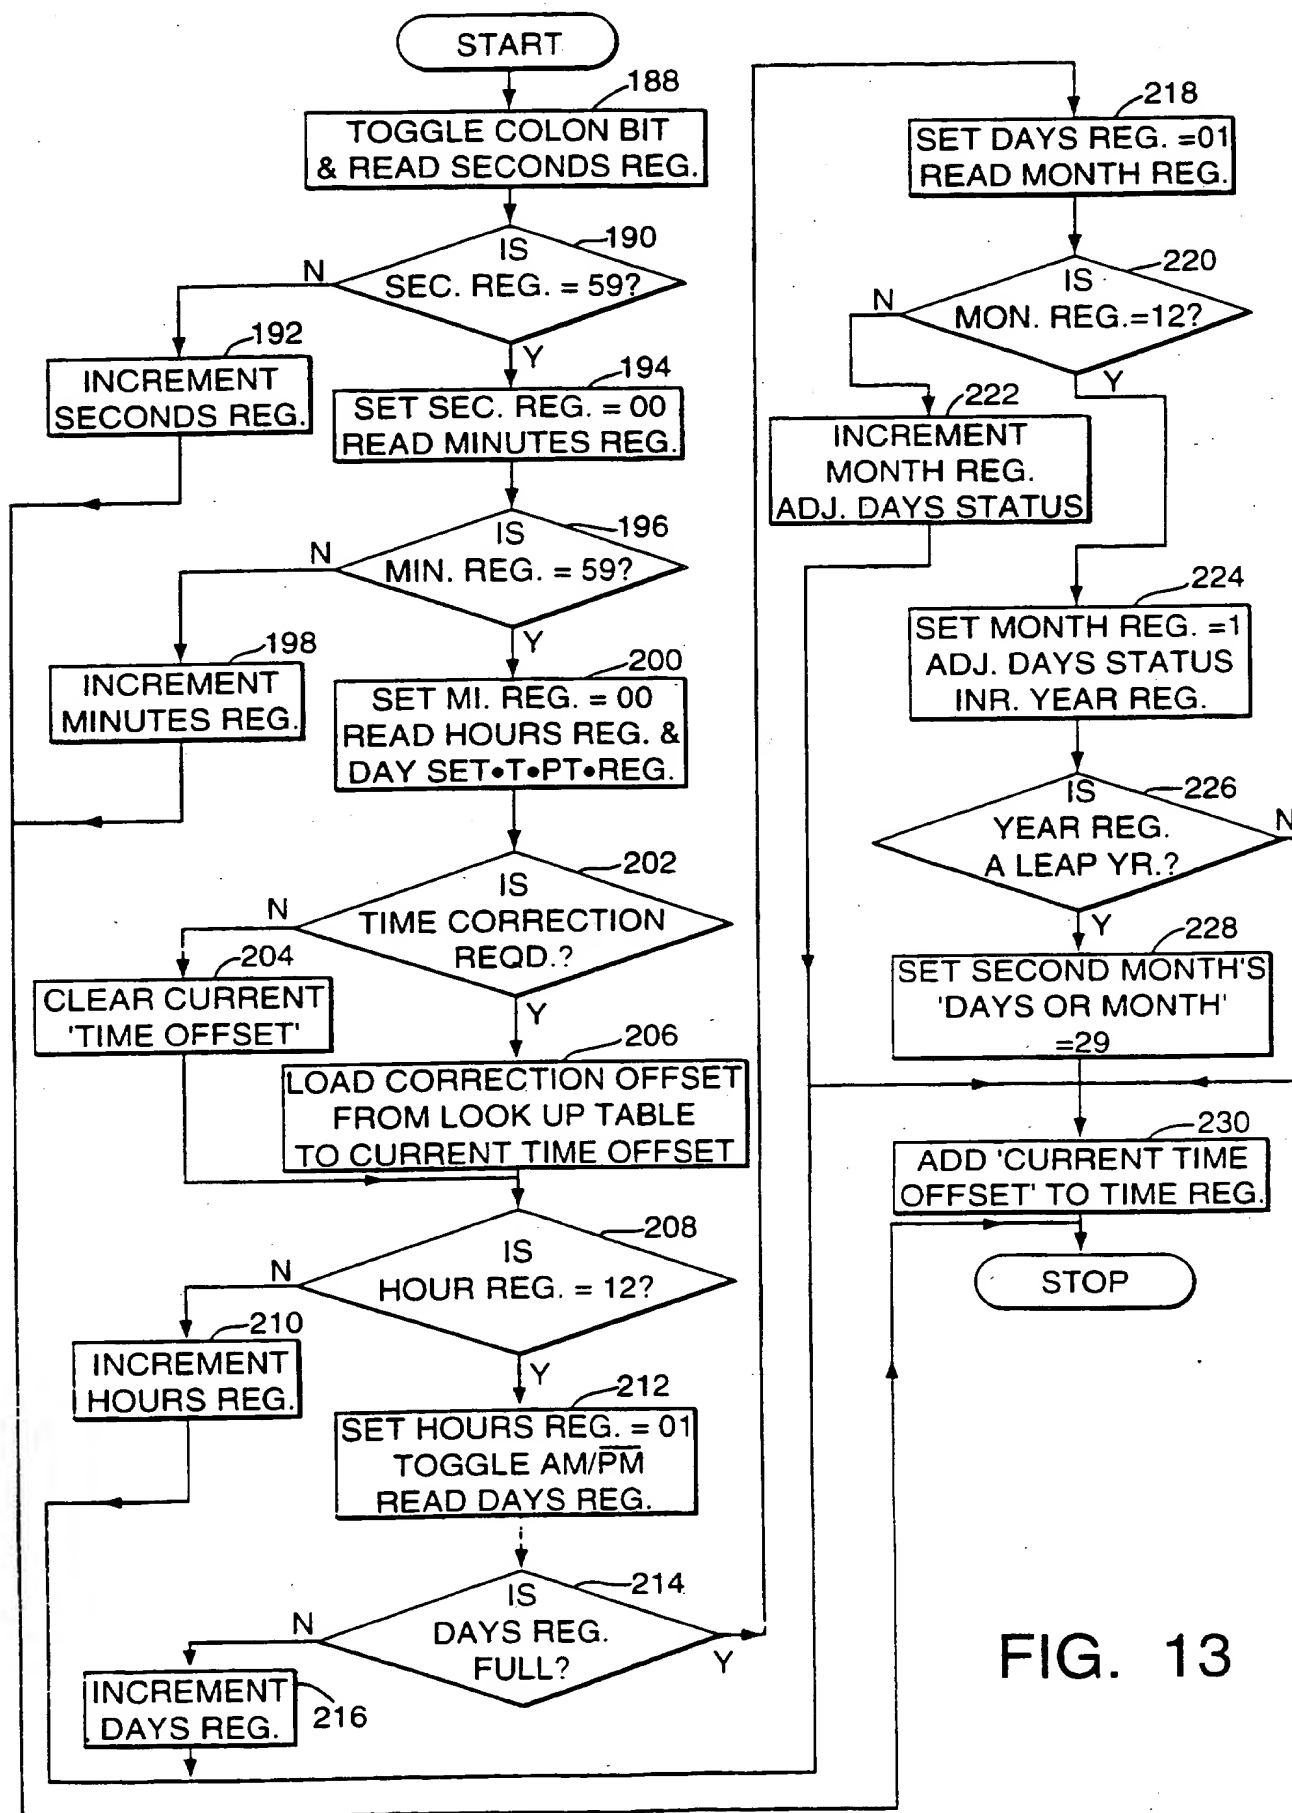 START
188
TOGGLE COLON BIT
& READ SECONDS REG.
190
IS
SEC. REG. = 59?
N
Y
192
INCREMENT
SECONDS REG.
194
SET SEC. REG. = 00
READ MINUTES REG.
196
IS
MIN. REG. = 59?
N
Y
198
INCREMENT
MINUTES REG.
200
SET MI. REG. = 00
READ HOURS REG. &
DAY SET•T•PT•REG.
202
IS
TIME CORRECTION
REQD.?
N
Y
204
CLEAR CURRENT
'TIME OFFSET'
206
LOAD CORRECTION OFFSET
FROM LOOK UP TABLE
TO CURRENT TIME OFFSET
208
IS
HOUR REG. = 12?
N
Y
210
INCREMENT
HOURS REG.
212
SET HOURS REG. = 01
TOGGLE AM/P̅M̅
READ DAYS REG.
214
IS
DAYS REG.
FULL?
N
Y
INCREMENT
DAYS REG.
216
218
SET DAYS REG. =01
READ MONTH REG.
220
IS
MON. REG.=12?
N
Y
222
INCREMENT
MONTH REG.
ADJ. DAYS STATUS
224
SET MONTH REG. =1
ADJ. DAYS STATUS
INR. YEAR REG.
226
IS
YEAR REG.
A LEAP YR.?
N
Y
228
SET SECOND MONTH'S
'DAYS OR MONTH'
=29
230
ADD 'CURRENT TIME
OFFSET' TO TIME REG.
STOP
FIG. 13